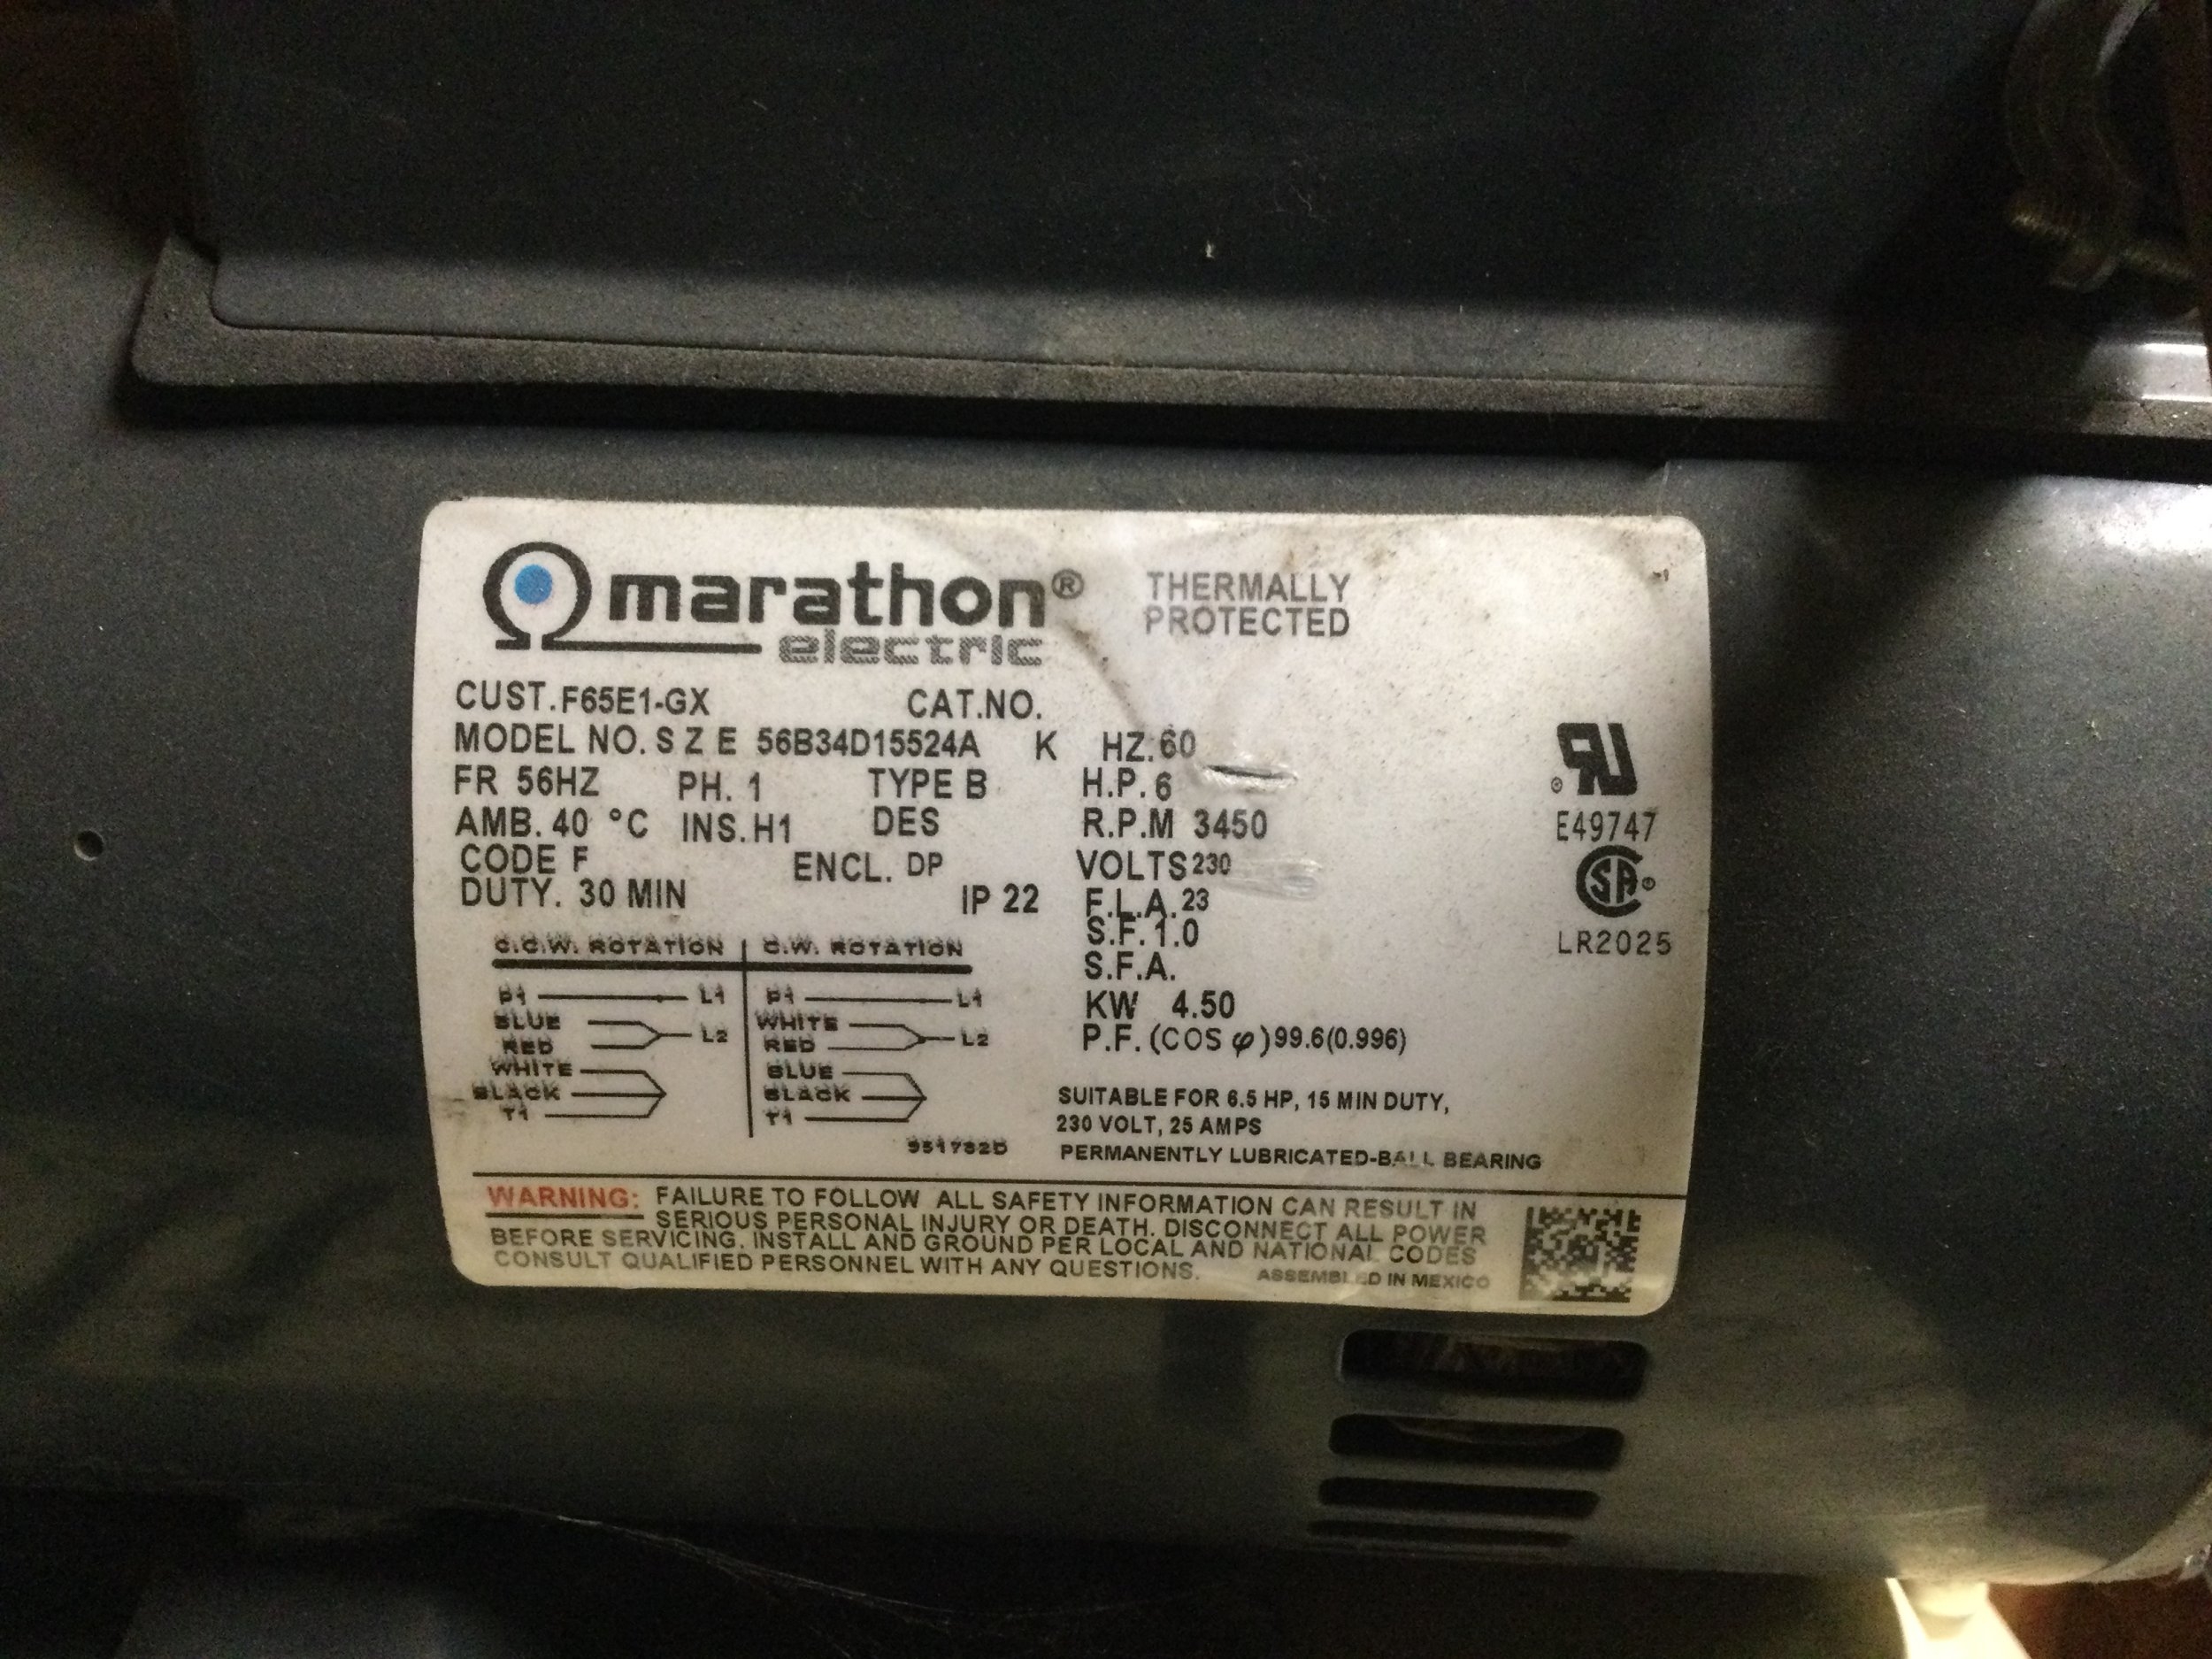 marathon® THERMALLY
electric PROTECTED
CUST. F65E1-GX CAT.NO.
MODEL NO. S Z E 56B34D15524A K HZ. 60
FR 56HZ PH. 1 TYPE B H.P. 6
AMB. 40 °C INS. H1 DES R.P.M 3450
CODE F ENCL. DP VOLTS 230
DUTY. 30 MIN IP 22 F.L.A. 23
S.F. 1.0
S.F.A.
KW 4.50
P.F. (COS φ) 99.6(0.996)
RU®
E49747
CSA®
LR2025
C.C.W. ROTATION
P1 L1
BLUE
RED L2
WHITE
BLACK
T1
C.W. ROTATION
P1 L1
WHITE
RED L2
BLUE
BLACK
T1
951782D
SUITABLE FOR 6.5 HP, 15 MIN DUTY,
230 VOLT, 25 AMPS
PERMANENTLY LUBRICATED-BALL BEARING
WARNING: FAILURE TO FOLLOW ALL SAFETY INFORMATION CAN RESULT IN
SERIOUS PERSONAL INJURY OR DEATH. DISCONNECT ALL POWER
BEFORE SERVICING. INSTALL AND GROUND PER LOCAL AND NATIONAL CODES
CONSULT QUALIFIED PERSONNEL WITH ANY QUESTIONS. ASSEMBLED IN MEXICO